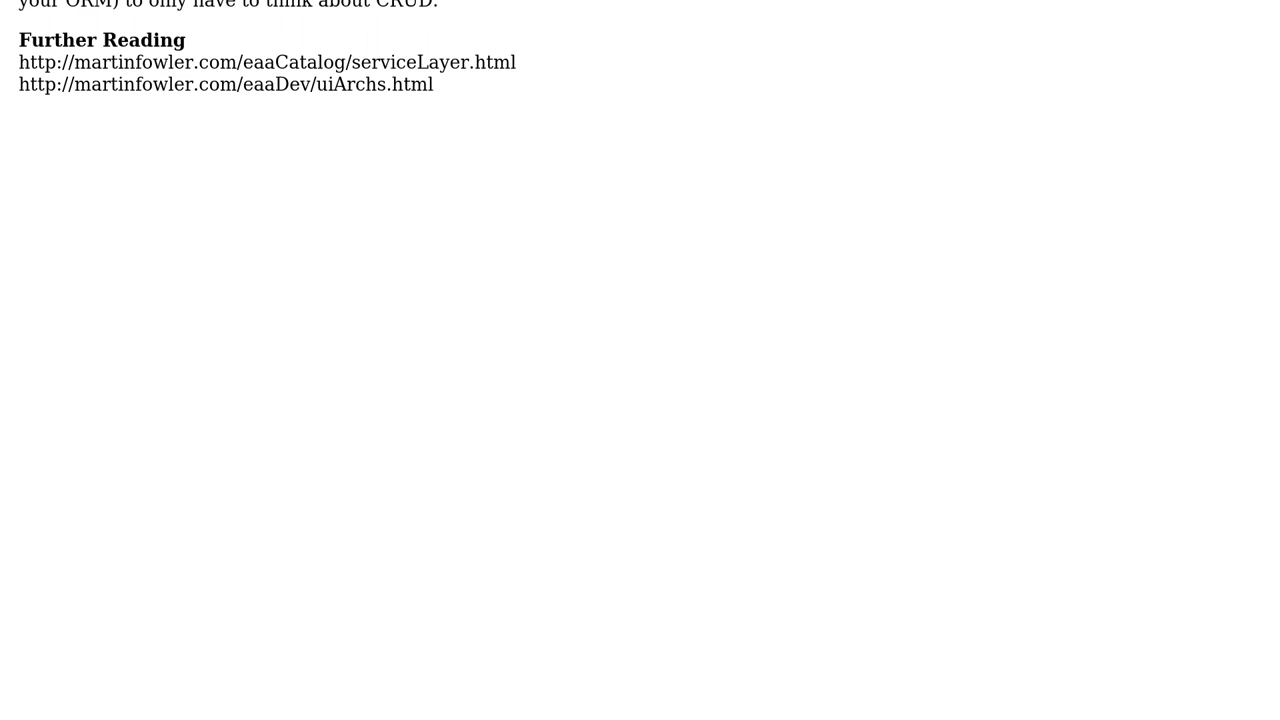 your ORM) to only have to think about CRUD.
Further Reading
http://martinfowler.com/eaaCatalog/serviceLayer.html
http://martinfowler.com/eaaDev/uiArchs.html